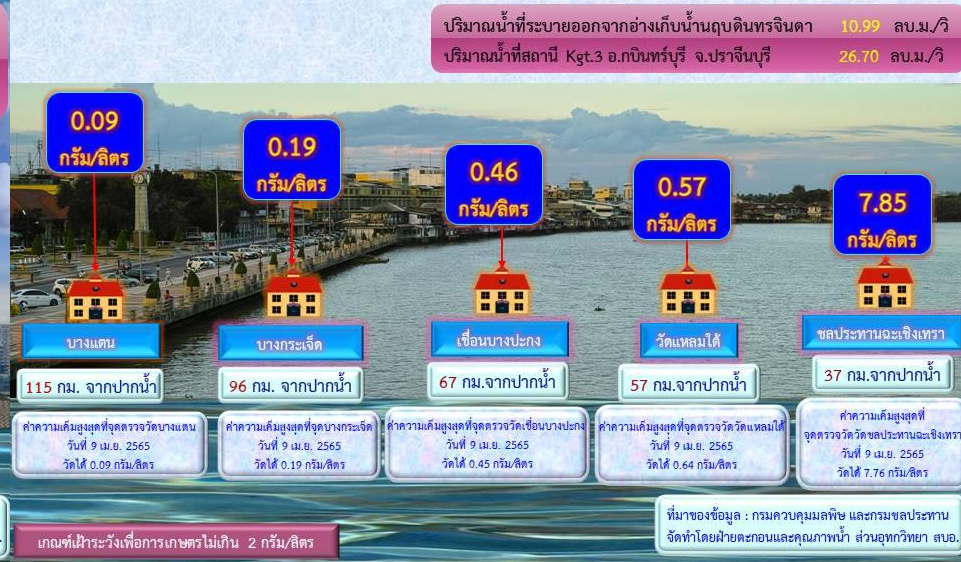 ปริมาณน้ำที่ระบายออกจากอ่างเก็บน้ำนฤบดินทรจินดา 10.99 ลบ.ม./วิ
ปริมาณน้ำที่สถานี Kgt.3 อ.กบินทร์บุรี จ.ปราจีนบุรี 26.70 ลบ.ม./วิ
0.09
กรัม/ลิตร
0.19
กรัม/ลิตร
0.46
กรัม/ลิตร
0.57
กรัม/ลิตร
7.85
กรัม/ลิตร
บางแตน
บางกระเจ็ด
เขื่อนบางปะกง
วัดแหลมใต้
ชลประทานฉะเชิงเทรา
115 กม. จากปากน้ำ
96 กม. จากปากน้ำ
67 กม.จากปากน้ำ
57 กม.จากปากน้ำ
37 กม.จากปากน้ำ
ค่าความเค็มสูงสุดที่จุดตรวจวัดบางแตน
วันที่ 9 เม.ย. 2565
วัดได้ 0.09 กรัม/ลิตร
ค่าความเค็มสูงสุดที่จุดบางกระเจ็ด
วันที่ 9 เม.ย. 2565
วัดได้ 0.19 กรัม/ลิตร
ค่าความเค็มสูงสุดที่จุดตรวจวัดเขื่อนบางปะกง
วันที่ 9 เม.ย. 2565
วัดได้ 0.45 กรัม/ลิตร
ค่าความเค็มสูงสุดที่จุดตรวจวัดวัดแหลมใต้
วันที่ 9 เม.ย. 2565
วัดได้ 0.64 กรัม/ลิตร
ค่าความเค็มสูงสุดที่
จุดตรวจวัดวัดชลประทานฉะเชิงเทรา
วันที่ 9 เม.ย. 2565
วัดได้ 7.76 กรัม/ลิตร
เกณฑ์เฝ้าระวังเพื่อการเกษตรไม่เกิน 2 กรัม/ลิตร
ที่มาของข้อมูล : กรมควบคุมมลพิษ และกรมชลประทาน
จัดทำโดยฝ่ายตะกอนและคุณภาพน้ำ ส่วนอุทกวิทยา สบอ.